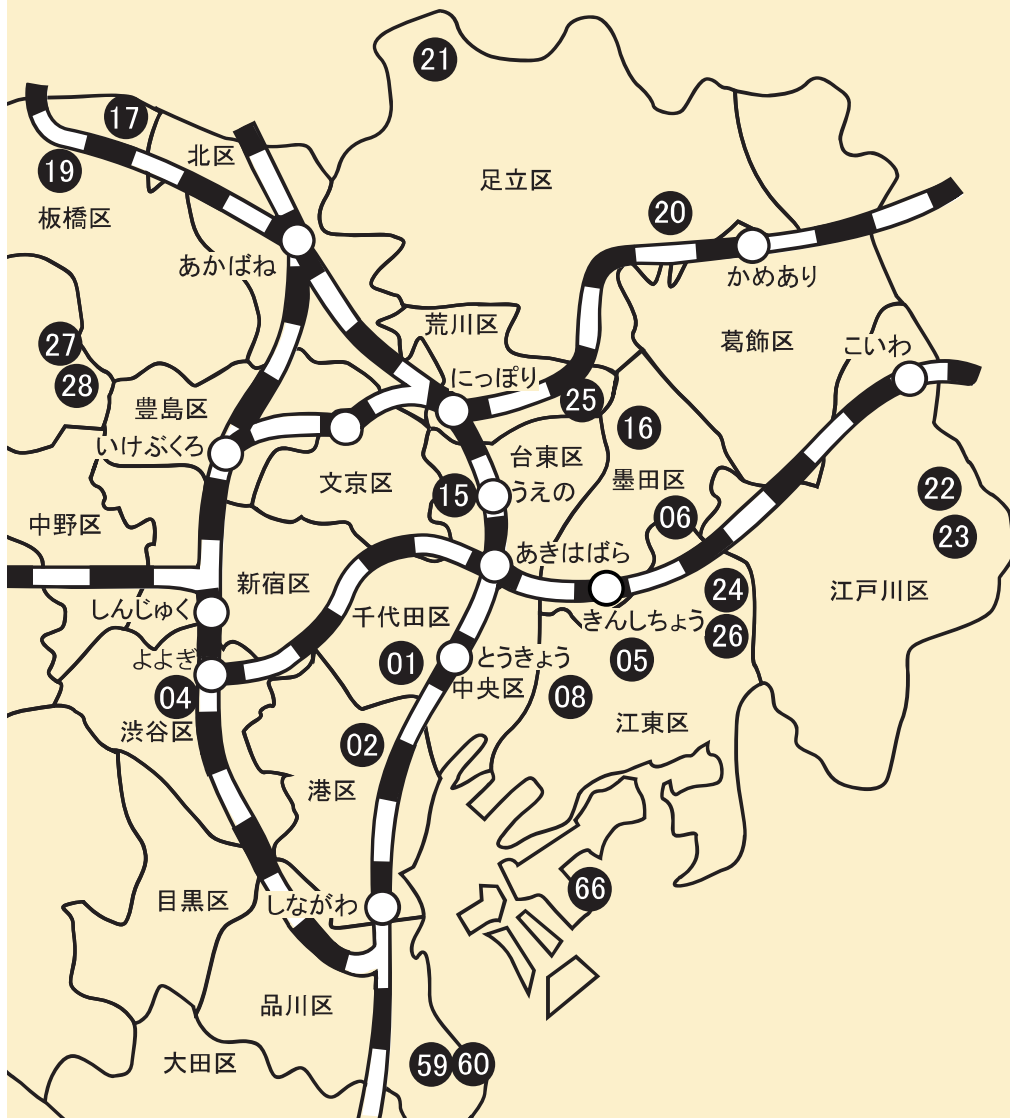 21
17
北区
19
足立区
20
板橋区
あかばね
かめあり
荒川区
葛飾区
こいわ
27
28
にっぽり
25
豊島区
16
いけぶくろ
台東区
文京区
墨田区
15
うえの
22
06
中野区
23
あきはばら
新宿区
24
江戸川区
しんじゅく
千代田区
きんしちょう
26
よよぎ
01
とうきょう
05
04
中央区
08
渋谷区
02
江東区
港区
66
目黒区
しながわ
品川区
大田区
59
60